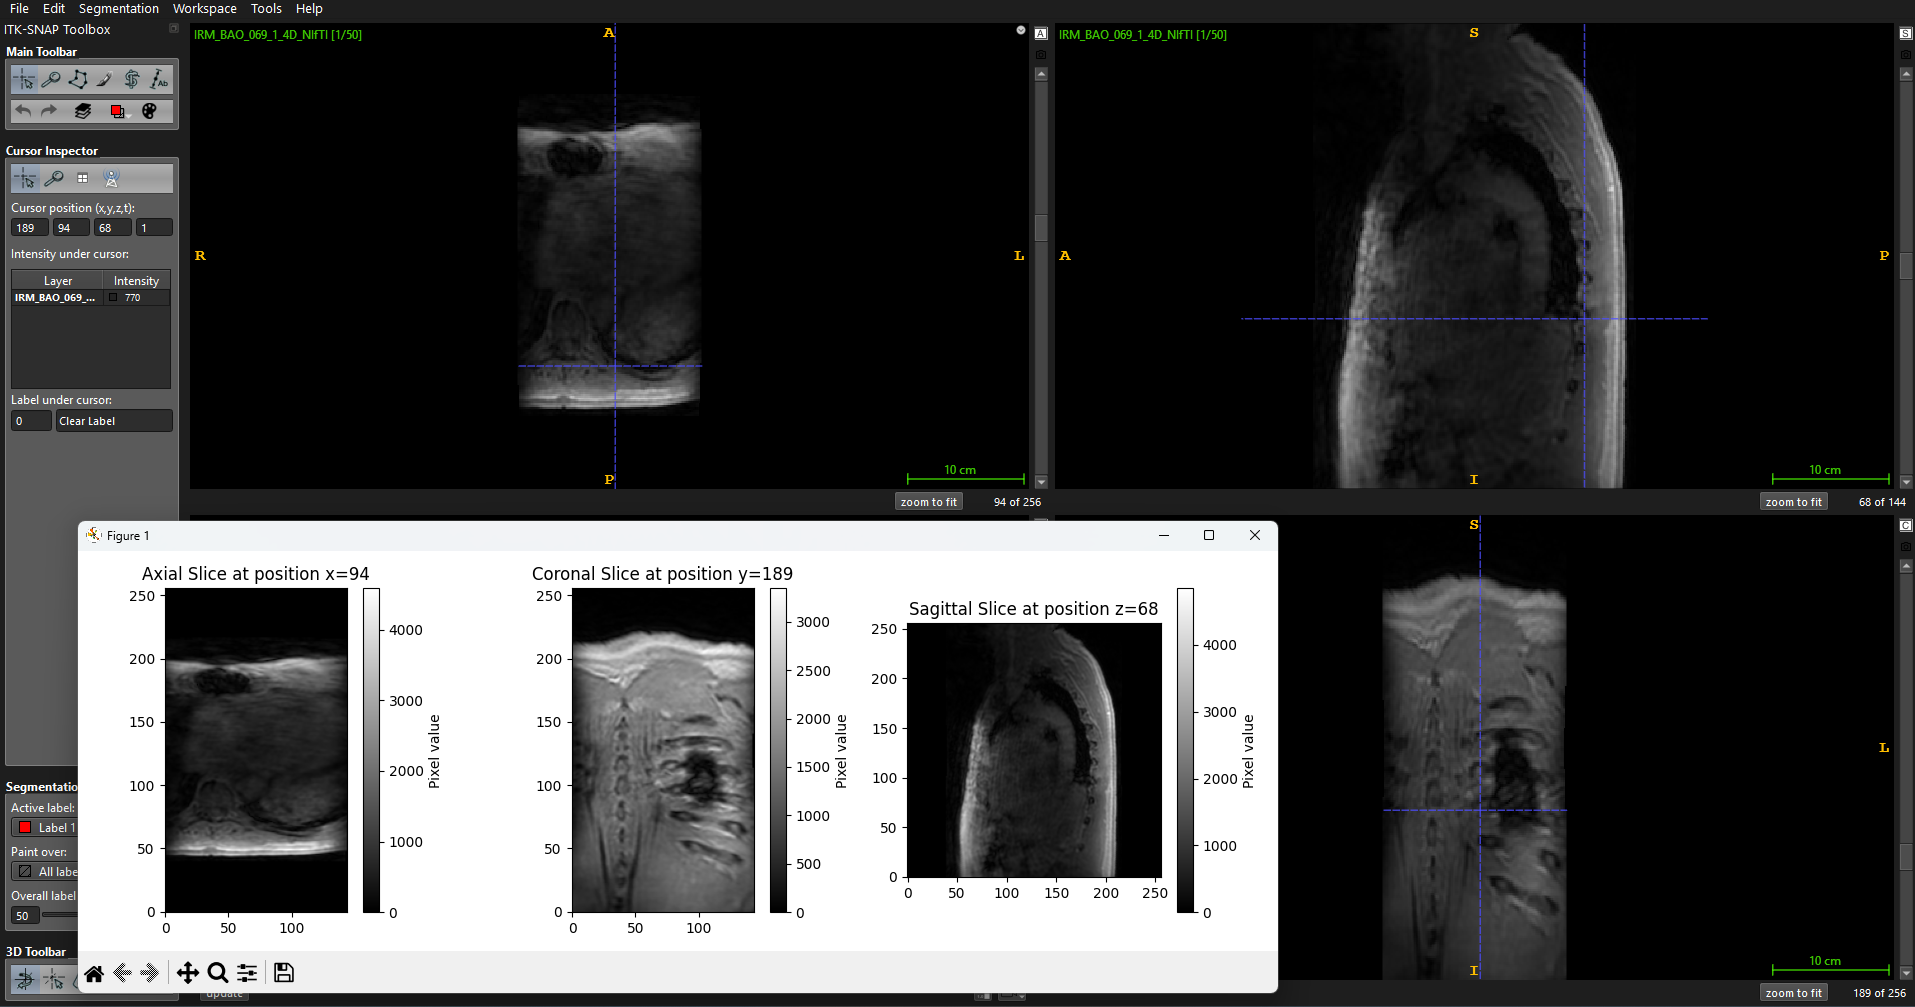 File Edit Segmentation Workspace Tools Help
ITK-SNAP Toolbox
Main Toolbar
Ab
Cursor Inspector
Cursor position (x,y,z,t):
189 94 68 1
Intensity under cursor:
Layer Intensity
IRM_BAO_069_... 770
Label under cursor:
0 Clear Label
Segmentatio
Active label:
Label 1
Paint over:
All labe
Overall label
50
3D Toolbar
update
IRM_BAO_069_1_4D_NIfTI [1/50]
A
A
R
L
P
10 cm
zoom to fit 94 of 256
IRM_BAO_069_1_4D_NIfTI [1/50]
S
S
A
P
I
10 cm
zoom to fit 68 of 144
S
C
L
I
10 cm
zoom to fit 189 of 256
Figure 1
Axial Slice at position x=94
250
200
150
100
50
0
0 50 100
4000
3000
2000
1000
0
Pixel value
Coronal Slice at position y=189
250
200
150
100
50
0
0 50 100
3000
2500
2000
1500
1000
500
0
Pixel value
Sagittal Slice at position z=68
250
200
150
100
50
0
0 50 100 150 200 250
4000
3000
2000
1000
0
Pixel value